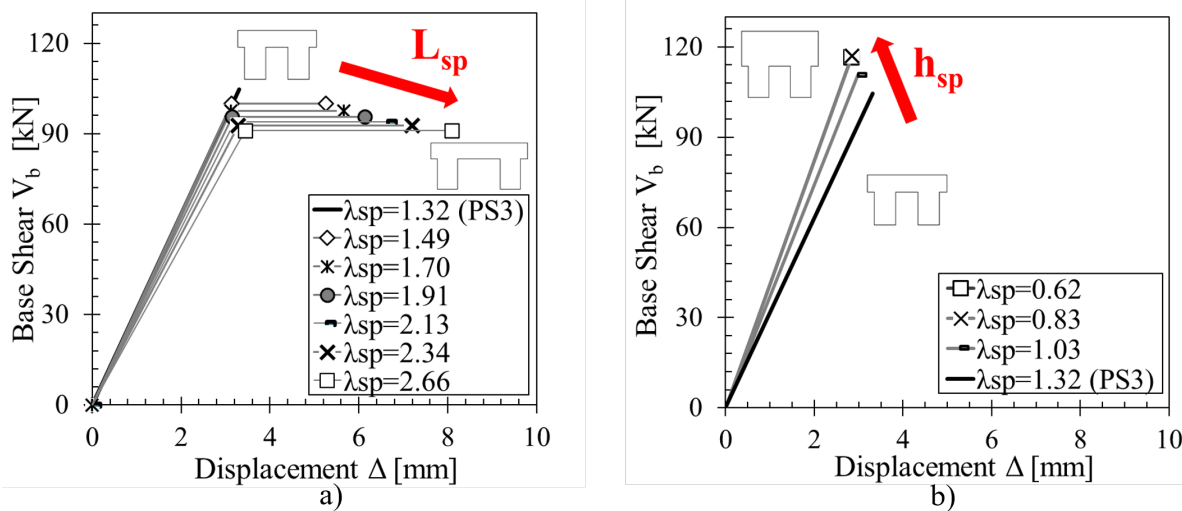 120
90
60
30
0
Base Shear V_b [kN]
L_sp
λsp=1.32 (PS3)
λsp=1.49
λsp=1.70
λsp=1.91
λsp=2.13
λsp=2.34
λsp=2.66
0 2 4 6 8 10
Displacement Δ [mm]
a)
120
90
60
30
0
Base Shear V_b [kN]
h_sp
λsp=0.62
λsp=0.83
λsp=1.03
λsp=1.32 (PS3)
0 2 4 6 8 10
Displacement Δ [mm]
b)